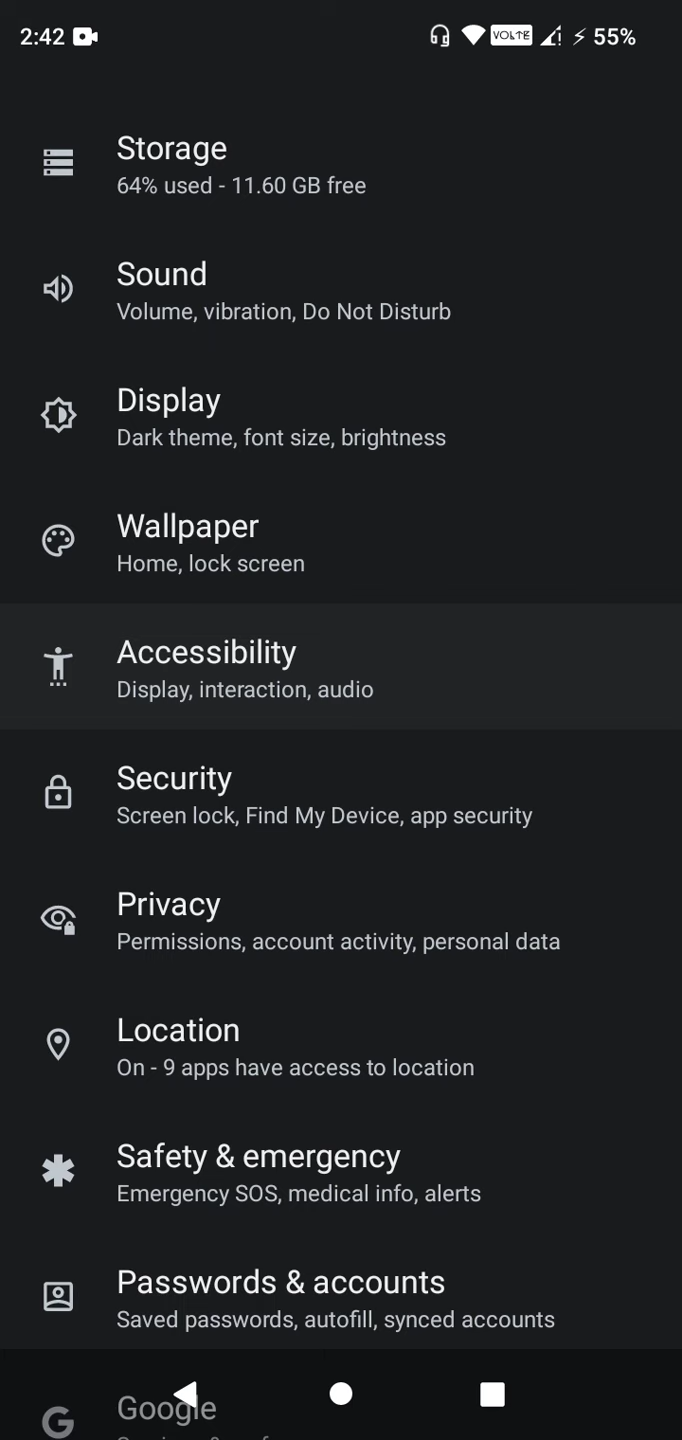 2:42 VOLTE 55%
Storage
64% used - 11.60 GB free
Sound
Volume, vibration, Do Not Disturb
Display
Dark theme, font size, brightness
Wallpaper
Home, lock screen
Accessibility
Display, interaction, audio
Security
Screen lock, Find My Device, app security
Privacy
Permissions, account activity, personal data
Location
On - 9 apps have access to location
Safety & emergency
Emergency SOS, medical info, alerts
Passwords & accounts
Saved passwords, autofill, synced accounts
Google